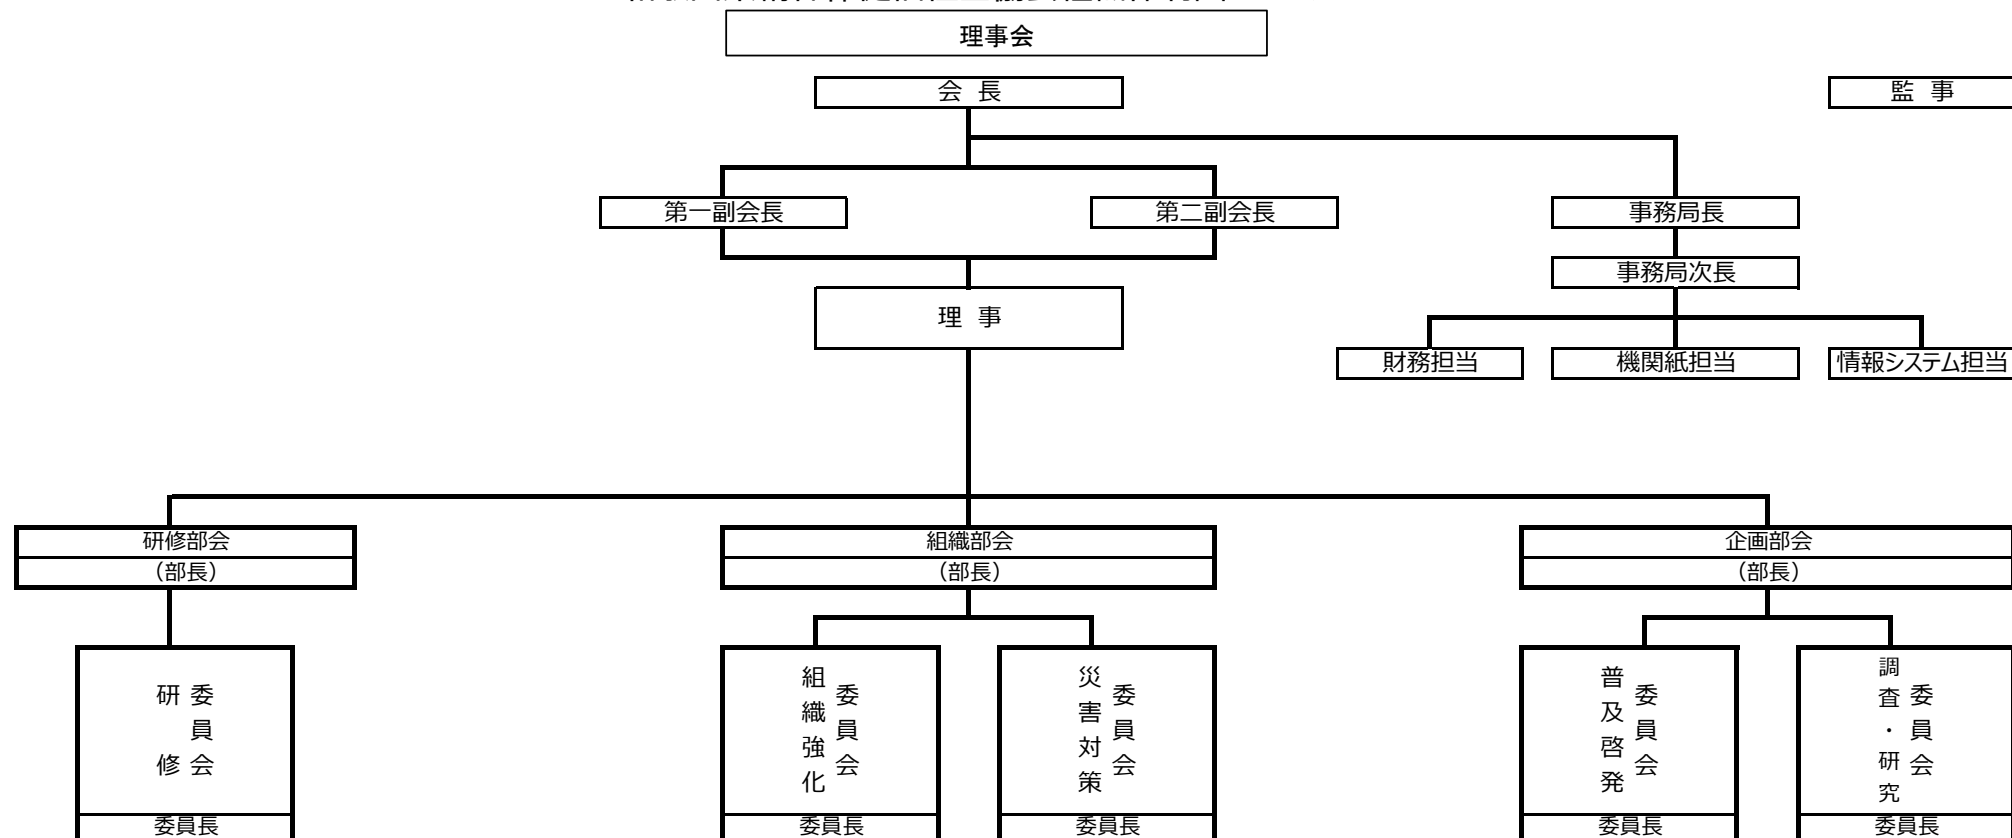 理事会
会 長
監 事
第一副会長
第二副会長
事務局長
事務局次長
理 事
財務担当
機関紙担当
情報システム担当
研修部会
(部長)
組織部会
(部長)
企画部会
(部長)
研修
委員会
委員長
組織強化
委員会
委員長
災害対策
委員会
委員長
普及啓発
委員会
委員長
調査・研究
委員会
委員長